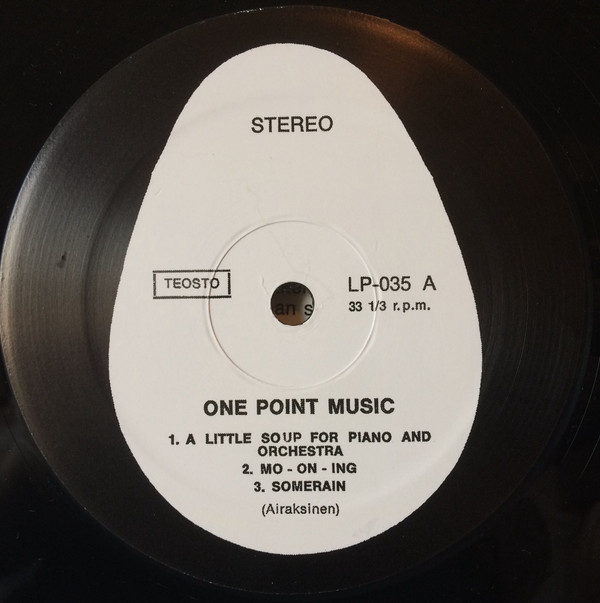 STEREO
TEOSTO
LP-035 A
33 1/3 r.p.m.
an s
ONE POINT MUSIC
1. A LITTLE SOUP FOR PIANO AND
ORCHESTRA
2. MO - ON - ING
3. SOMERAIN
(Airaksinen)